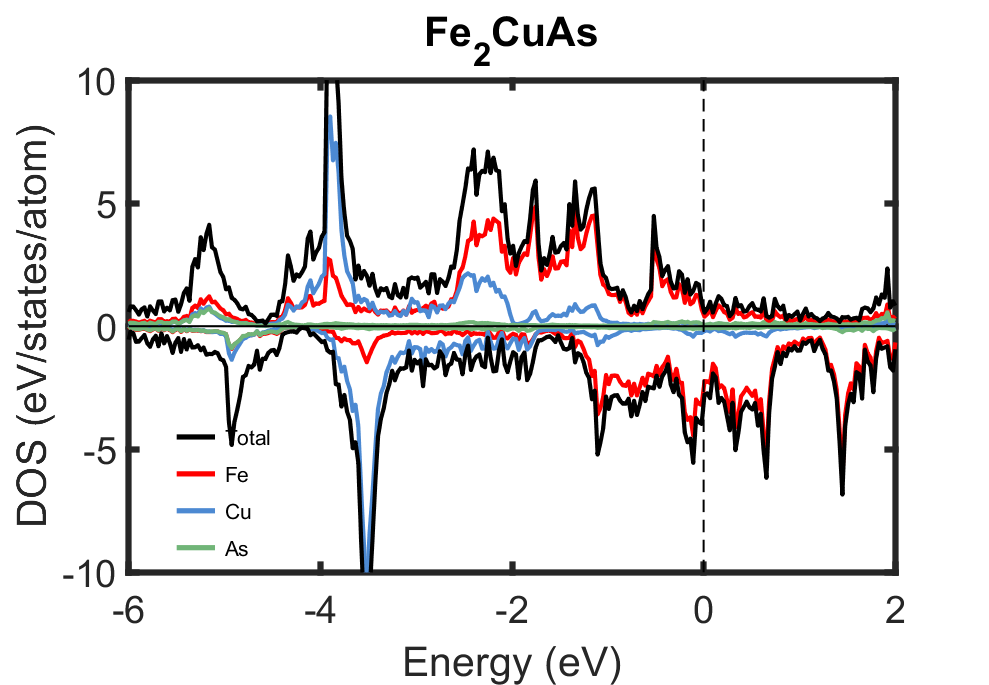 Fe₂CuAs
10
5
0
-5
-10
DOS (eV/states/atom)
Total
Fe
Cu
As
-6 -4 -2 0 2
Energy (eV)